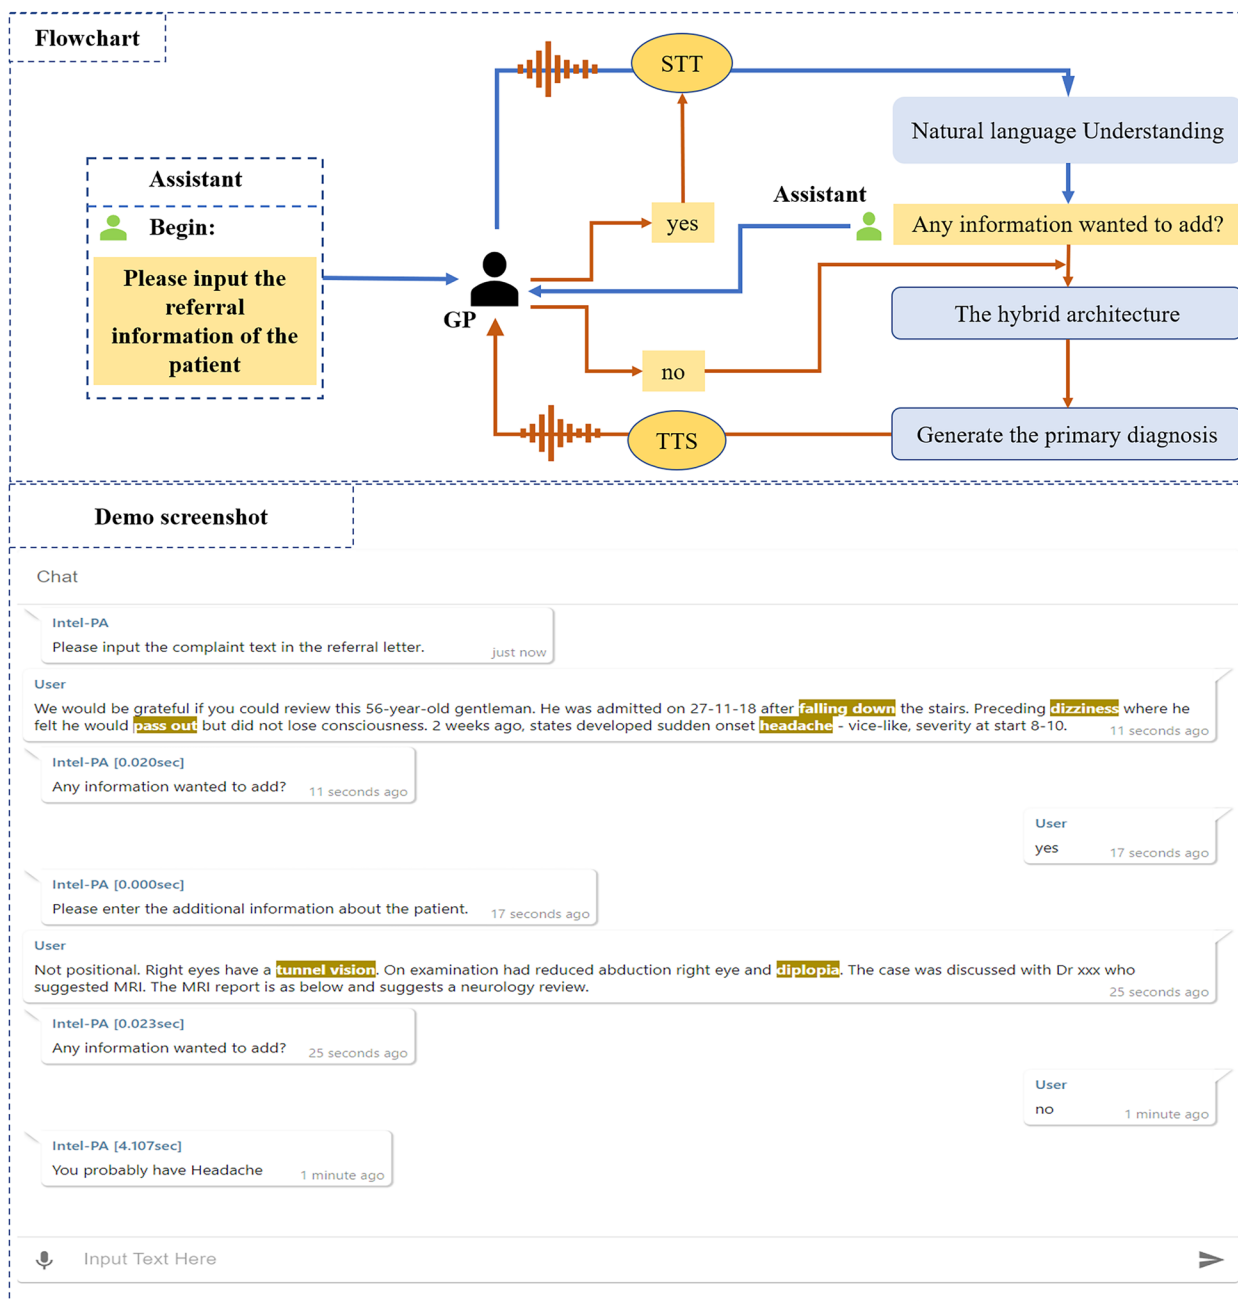 Flowchart
STT
Natural language Understanding
Assistant
Begin:
Please input the
referral
information of the
patient
Assistant
yes
Any information wanted to add?
GP
The hybrid architecture
no
TTS
Generate the primary diagnosis
Demo screenshot
Chat
Intel-PA
Please input the complaint text in the referral letter.
just now
User
We would be grateful if you could review this 56-year-old gentleman. He was admitted on 27-11-18 after falling down the stairs. Preceding dizziness where he
felt he would pass out but did not lose consciousness. 2 weeks ago, states developed sudden onset headache - vice-like, severity at start 8-10.
11 seconds ago
Intel-PA [0.020sec]
Any information wanted to add?
11 seconds ago
User
yes
17 seconds ago
Intel-PA [0.000sec]
Please enter the additional information about the patient.
17 seconds ago
User
Not positional. Right eyes have a tunnel vision. On examination had reduced abduction right eye and diplopia. The case was discussed with Dr xxx who
suggested MRI. The MRI report is as below and suggests a neurology review.
25 seconds ago
Intel-PA [0.023sec]
Any information wanted to add?
25 seconds ago
User
no
1 minute ago
Intel-PA [4.107sec]
You probably have Headache
1 minute ago
Input Text Here